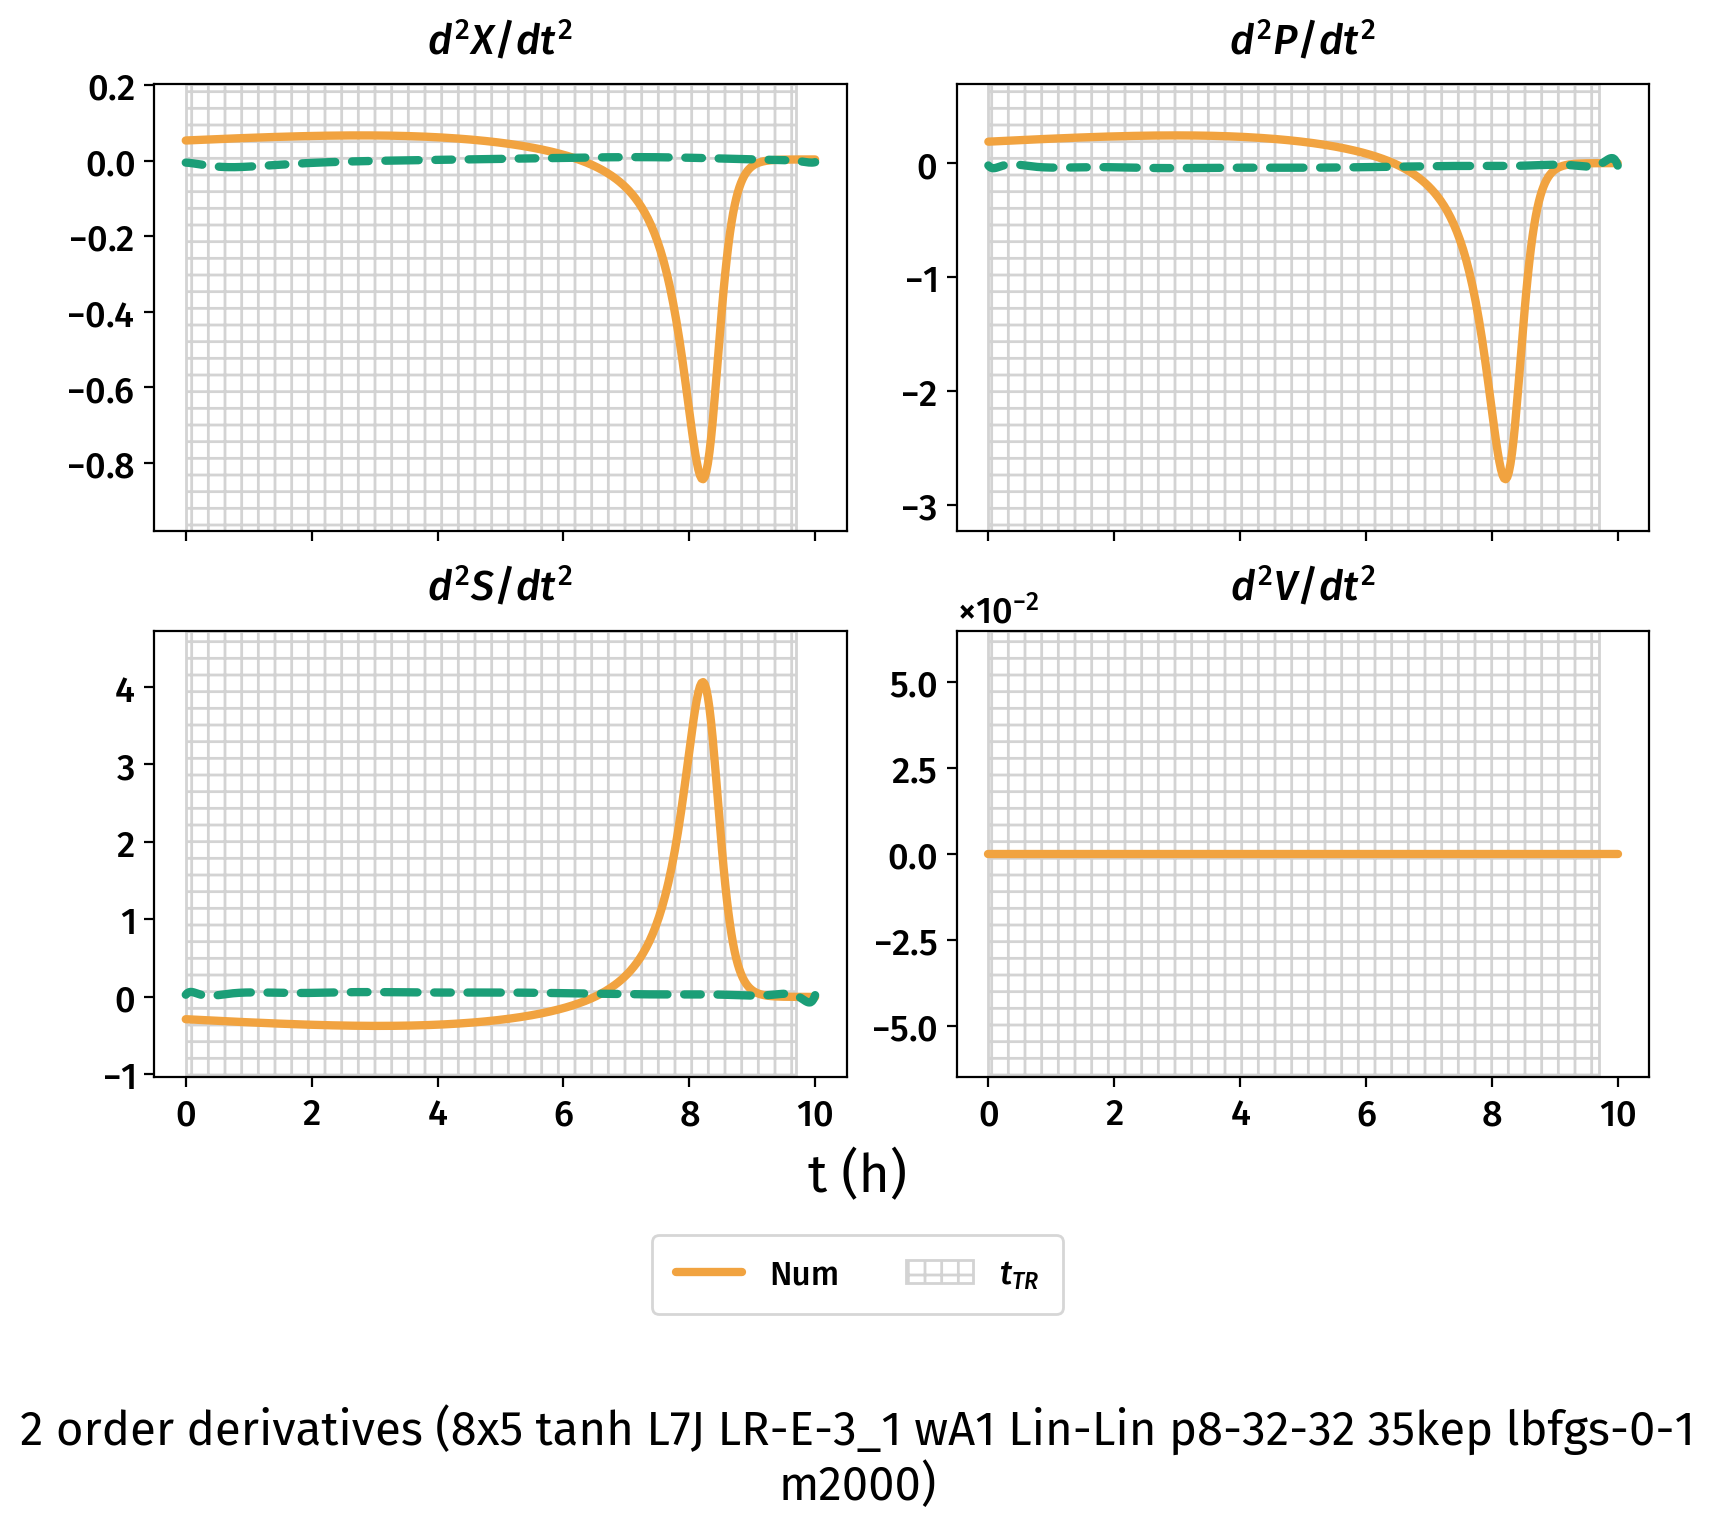 d²X/dt²
d²P/dt²
0.2
0.0
−0.2
−0.4
−0.6
−0.8
0
−1
−2
−3
d²S/dt²
d²V/dt²
×10⁻²
4
3
2
1
0
−1
5.0
2.5
0.0
−2.5
−5.0
0 2 4 6 8 10
0 2 4 6 8 10
t (h)
Num t_TR
2 order derivatives (8x5 tanh L7J LR-E-3_1 wA1 Lin-Lin p8-32-32 35kep lbfgs-0-1
m2000)